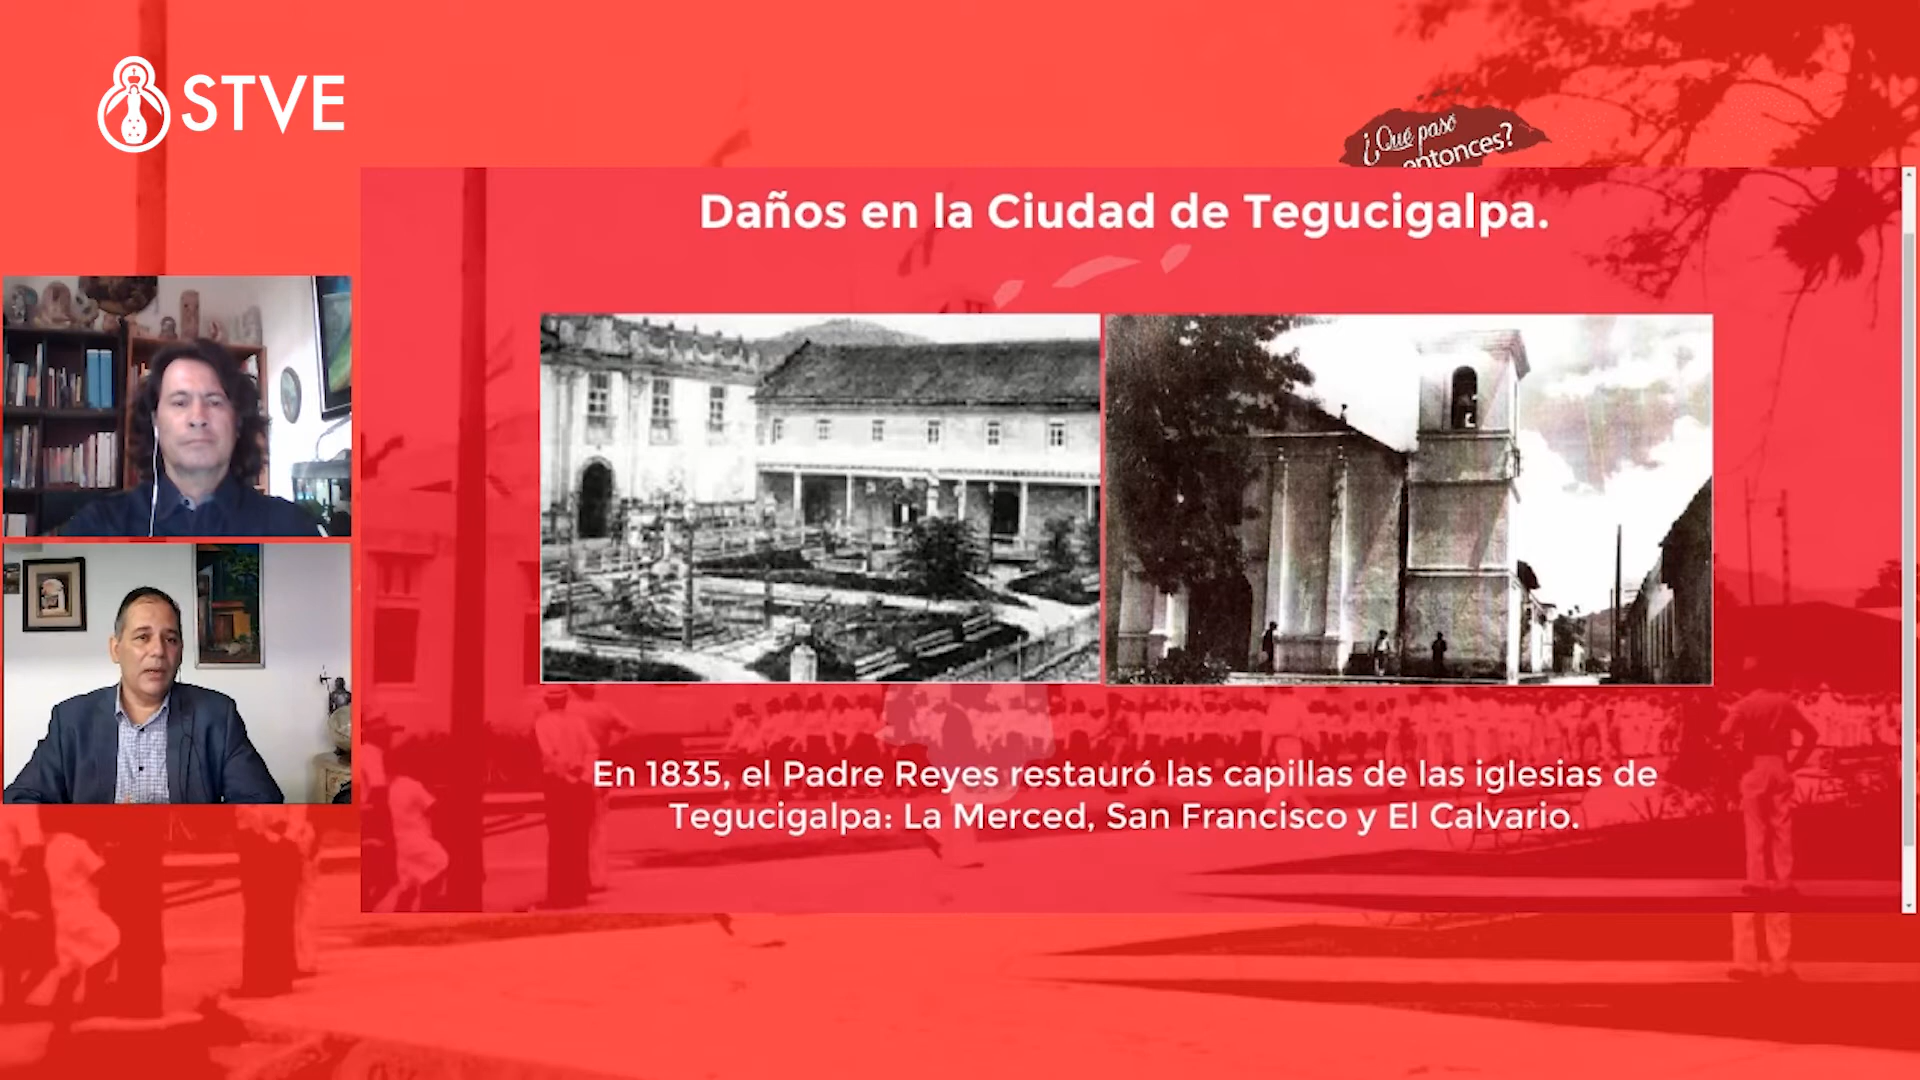 STVE
¿Qué pasó
entonces?
Daños en la Ciudad de Tegucigalpa.
En 1835, el Padre Reyes restauró las capillas de las iglesias de
Tegucigalpa: La Merced, San Francisco y El Calvario.